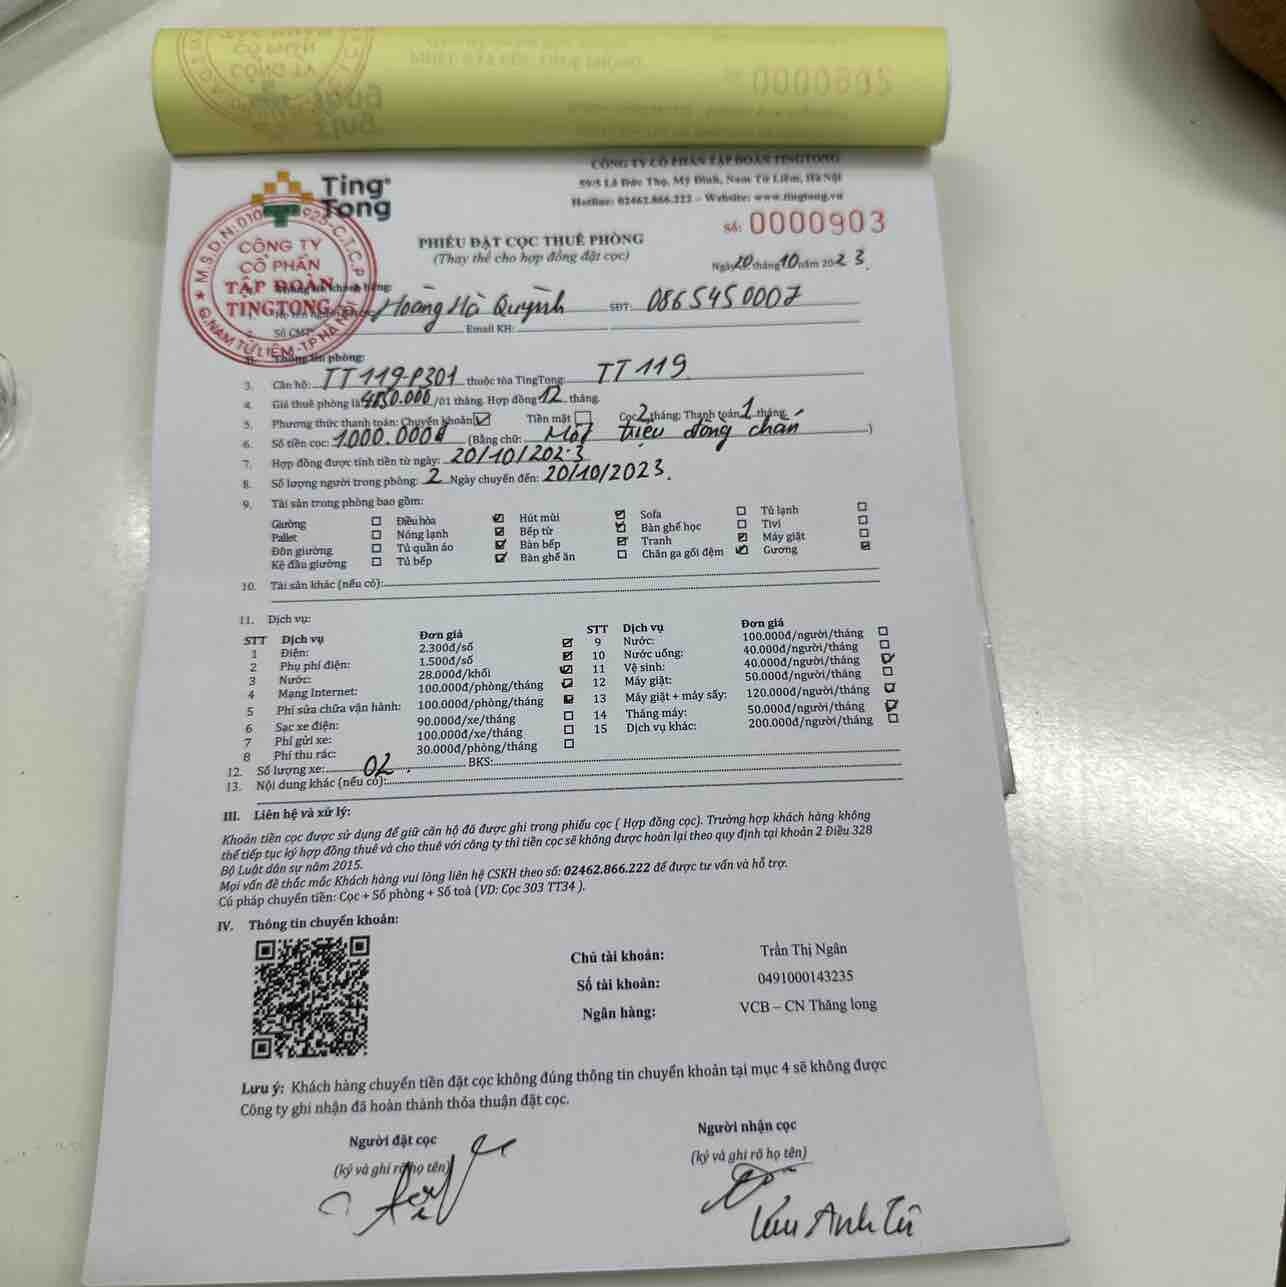 0000895
CÔNG TY CỔ PHẦN TẬP ĐOÀN TINGTONG
59/5 Lê Đức Thọ, Mỹ Đình, Nam Từ Liêm, Hà Nội
Hotline: 02462.866.222 – Website: www.tingtong.vn
Ting Tong
Số: 0000903
PHIẾU ĐẶT CỌC THUÊ PHÒNG
(Thay thế cho hợp đồng đặt cọc)
Ngày 20 tháng 10 năm 2023.
CÔNG TY
CỔ PHẦN
TẬP ĐOÀN
TINGTONG
Q.NAM TỪ LIÊM-TP.HÀ NỘI
Hoàng Hà Quỳnh SĐT: 0865450007
Số CMT Email KH:
phòng:
3. Căn hộ: TT119-P301 thuộc tòa TingTong: TT 119
4. Giá thuê phòng là 4850.000 /01 tháng. Hợp đồng 12 tháng.
5. Phương thức thanh toán: Chuyển khoản Tiền mặt Cọc 2 tháng; Thanh toán 1 tháng
6. Số tiền cọc: 1.000.000đ (Bằng chữ: Một triệu đồng chẵn )
7. Hợp đồng được tính tiền từ ngày: 20/10/2023
8. Số lượng người trong phòng: 2 Ngày chuyển đến: 20/10/2023.
9. Tài sản trong phòng bao gồm:
Giường Điều hòa Hút mùi Sofa Tủ lạnh
Pallet Nóng lạnh Bếp từ Bàn ghế học Tivi
Đôn giường Tủ quần áo Bàn bếp Tranh Máy giặt
Kệ đầu giường Tủ bếp Bàn ghế ăn Chăn ga gối đệm Gương
10. Tài sản khác (nếu có):
11. Dịch vụ:
STT Dịch vụ Đơn giá STT Dịch vụ Đơn giá
1 Điện: 2.300đ/số 9 Nước: 100.000đ/người/tháng
2 Phụ phí điện: 1.500đ/số 10 Nước uống: 40.000đ/người/tháng
3 Nước: 28.000đ/khối 11 Vệ sinh: 40.000đ/người/tháng
4 Mạng Internet: 100.000đ/phòng/tháng 12 Máy giặt: 50.000đ/người/tháng
5 Phí sửa chữa vận hành: 100.000đ/phòng/tháng 13 Máy giặt + máy sấy: 120.000đ/người/tháng
6 Sạc xe điện: 90.000đ/xe/tháng 14 Thang máy: 50.000đ/người/tháng
7 Phí gửi xe: 100.000đ/xe/tháng 15 Dịch vụ khác: 200.000đ/người/tháng
8 Phí thu rác: 30.000đ/phòng/tháng
12. Số lượng xe: 02. BKS:
13. Nội dung khác (nếu có):
III. Liên hệ và xử lý:
Khoản tiền cọc được sử dụng để giữ căn hộ đã được ghi trong phiếu cọc ( Hợp đồng cọc). Trường hợp khách hàng không
thể tiếp tục ký hợp đồng thuê và cho thuê với công ty thì tiền cọc sẽ không được hoàn lại theo quy định tại khoản 2 Điều 328
Bộ Luật dân sự năm 2015.
Mọi vấn đề thắc mắc Khách hàng vui lòng liên hệ CSKH theo số: 02462.866.222 để được tư vấn và hỗ trợ.
Cú pháp chuyển tiền: Cọc + Số phòng + Số toà (VD: Cọc 303 TT34 ).
IV. Thông tin chuyển khoản:
Chủ tài khoản: Trần Thị Ngân
Số tài khoản: 0491000143235
Ngân hàng: VCB – CN Thăng long
Lưu ý: Khách hàng chuyển tiền đặt cọc không đúng thông tin chuyển khoản tại mục 4 sẽ không được
Công ty ghi nhận đã hoàn thành thỏa thuận đặt cọc.
Người đặt cọc Người nhận cọc
(ký và ghi rõ họ tên) (ký và ghi rõ họ tên)
Anh Tú